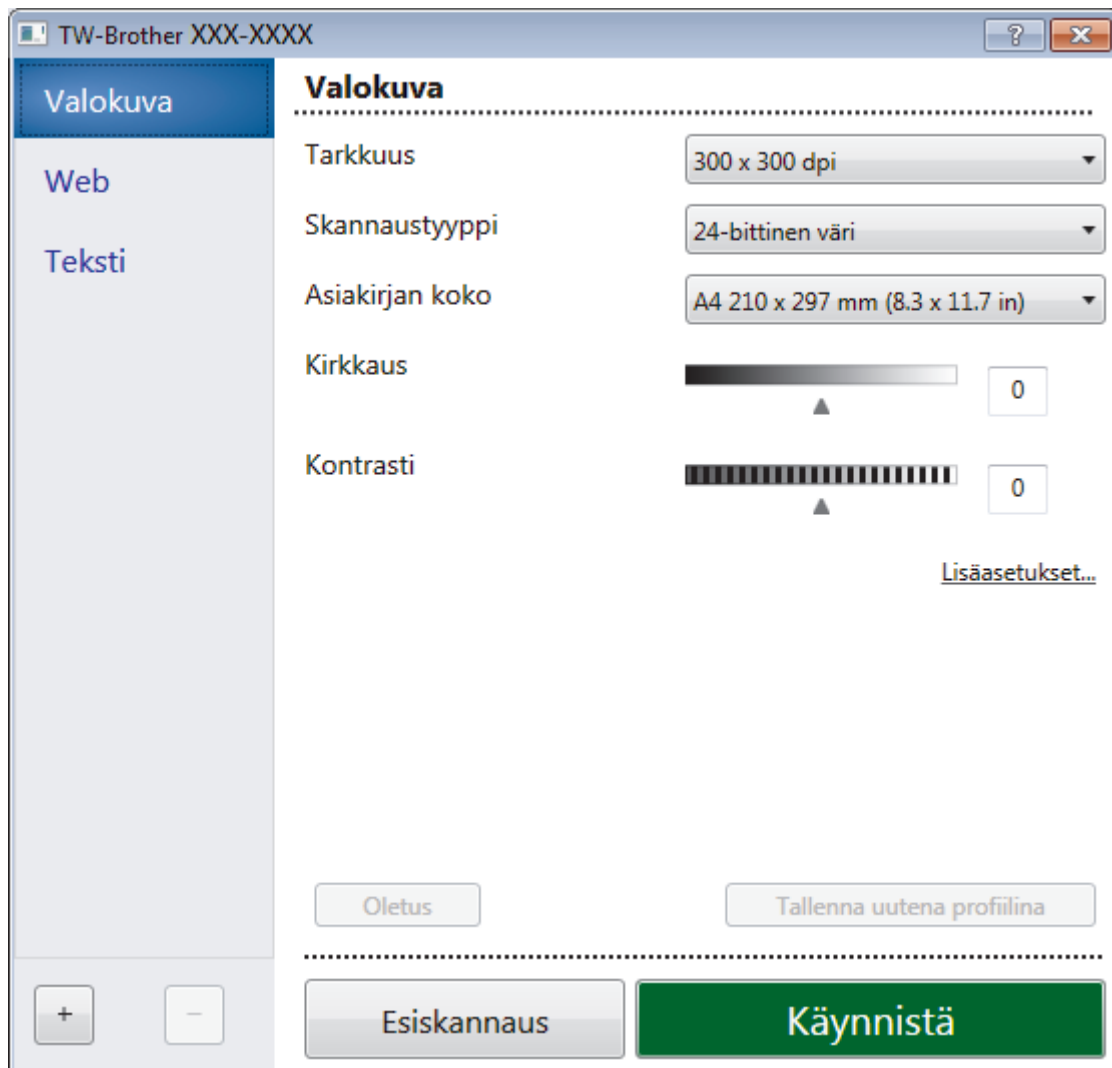 TW-Brother XXX-XXXX
?
Valokuva
Web
Teksti
Valokuva
Tarkkuus
300 x 300 dpi
Skannaustyyppi
24-bittinen väri
Asiakirjan koko
A4 210 x 297 mm (8.3 x 11.7 in)
Kirkkaus
0
Kontrasti
0
Lisäasetukset...
Oletus
Tallenna uutena profiilina
+
−
Esiskannaus
Käynnistä